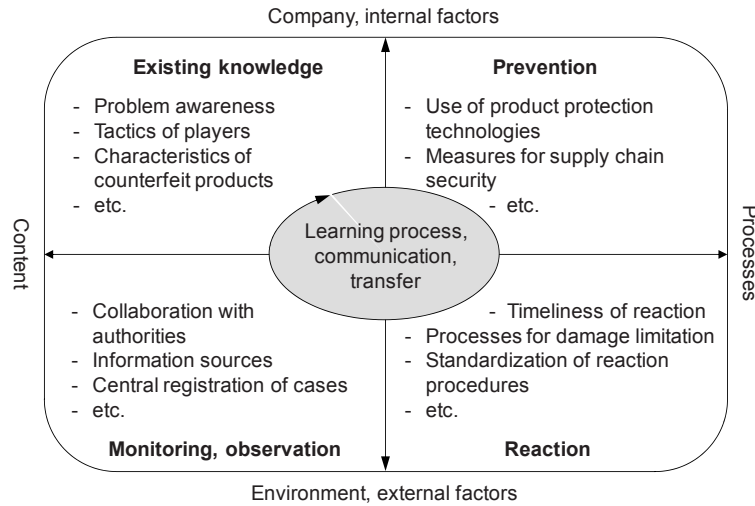 Company, internal factors
Existing knowledge
- Problem awareness
- Tactics of players
- Characteristics of
counterfeit products
- etc.
Prevention
- Use of product protection
technologies
- Measures for supply chain
security
- etc.
Content
Learning process,
communication,
transfer
Processes
- Collaboration with
authorities
- Information sources
- Central registration of cases
- etc.
Monitoring, observation
- Timeliness of reaction
- Processes for damage limitation
- Standardization of reaction
procedures
- etc.
Reaction
Environment, external factors